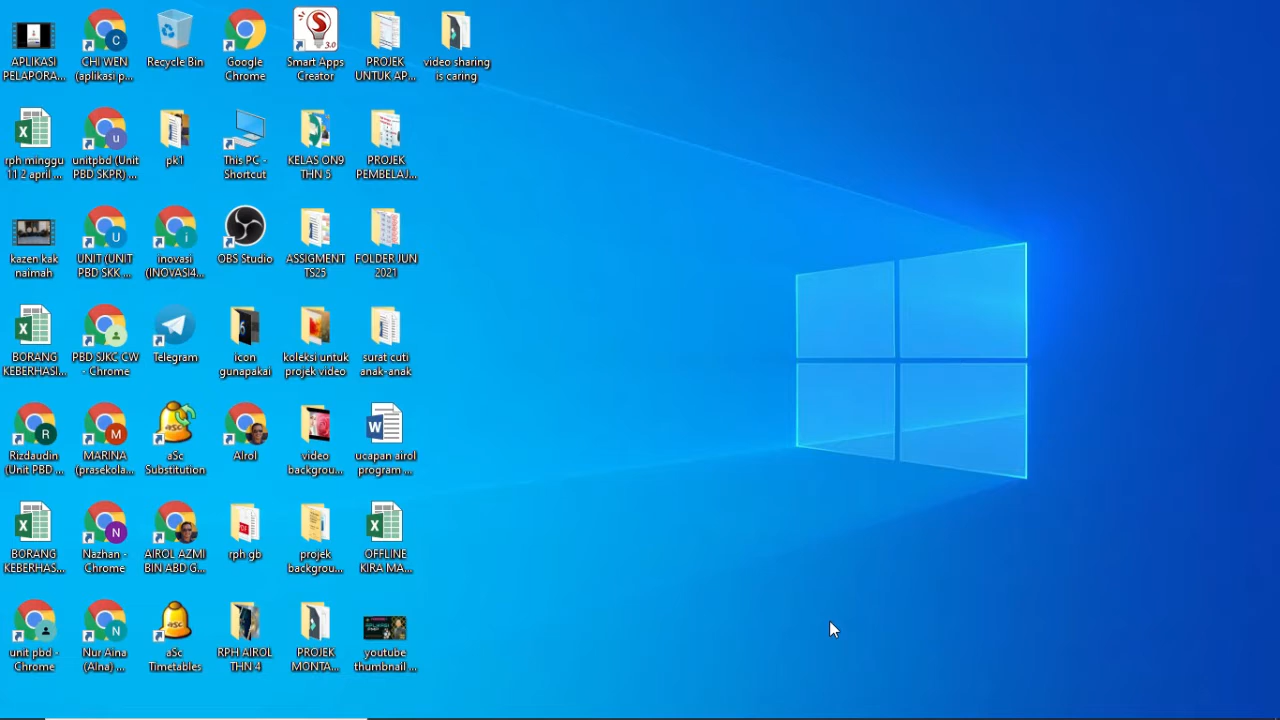 APLIKASI
PELAPORA...
CHI WEN
(aplikasi p...
Recycle Bin
Google
Chrome
S
3.0
Smart Apps
Creator
PROJEK
UNTUK AP...
video sharing
is caring
rph minggu
11 2 april ...
unitpbd (Unit
PBD SKPR) ...
pk1
This PC -
Shortcut
KELAS ON9
THN 5
PROJEK
PEMBELAJ...
kazen kak
naimah
UNIT (UNIT
PBD SKK ...
inovasi
(INOVASI4...
OBS Studio
ASSIGMENT
TS25
FOLDER JUN
2021
BORANG
KEBERHASI...
PBD SJKC CW
- Chrome
Telegram
icon
gunapakai
koleksi untuk
projek video
surat cuti
anak-anak
Rizdaudin
(Unit PBD ...
MARINA
(prasekola...
aSc
Substitution
AIrol
video
backgrou...
ucapan airol
program ...
BORANG
KEBERHASI...
Nazhan -
Chrome
AIROL AZMI
BIN ABD G...
rph gb
projek
backgrou...
OFFLINE
KIRA MA...
unit pbd -
Chrome
Nur Aina
(AIna) ...
aSc
Timetables
RPH AIROL
THN 4
PROJEK
MONTA...
youtube
thumbnail ...